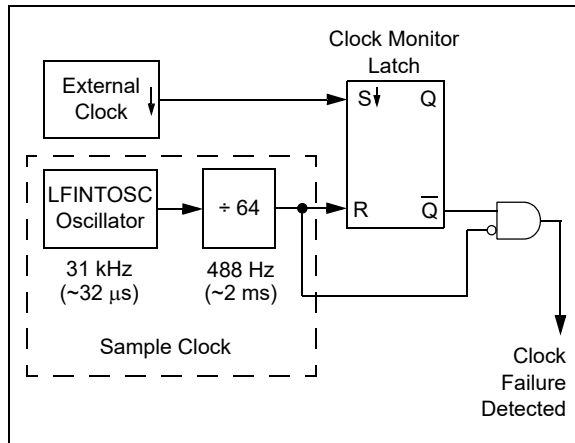 Clock Monitor
Latch
External
Clock
S
Q
LFINTOSC
Oscillator
÷ 64
R
Q
31 kHz
(~32 μs)
488 Hz
(~2 ms)
Sample Clock
Clock
Failure
Detected